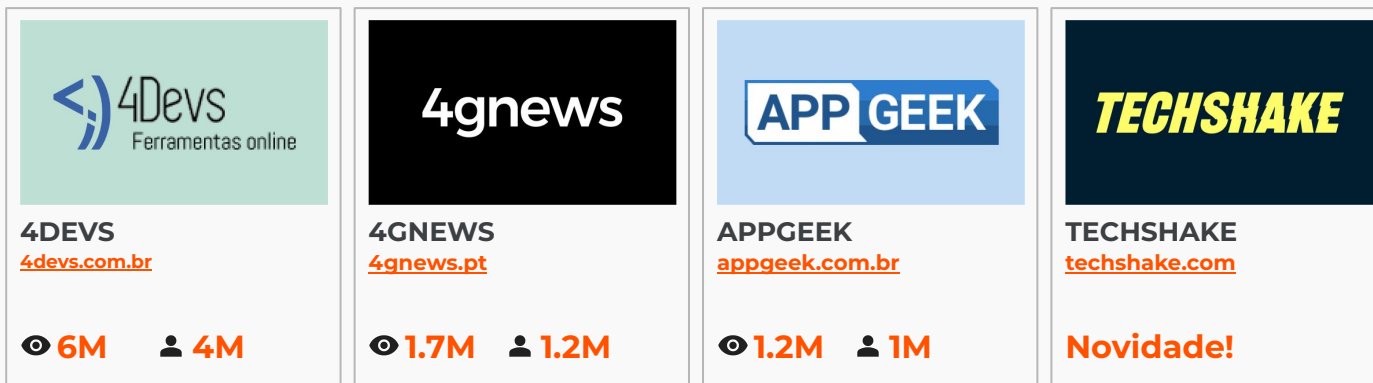 4Devs
Ferramentas online
4DEVS
4devs.com.br
6M 4M
4gnews
4GNEWS
4gnews.pt
1.7M 1.2M
APP GEEK
APPGEEK
appgeek.com.br
1.2M 1M
TECHSHAKE
TECHSHAKE
techshake.com
Novidade!